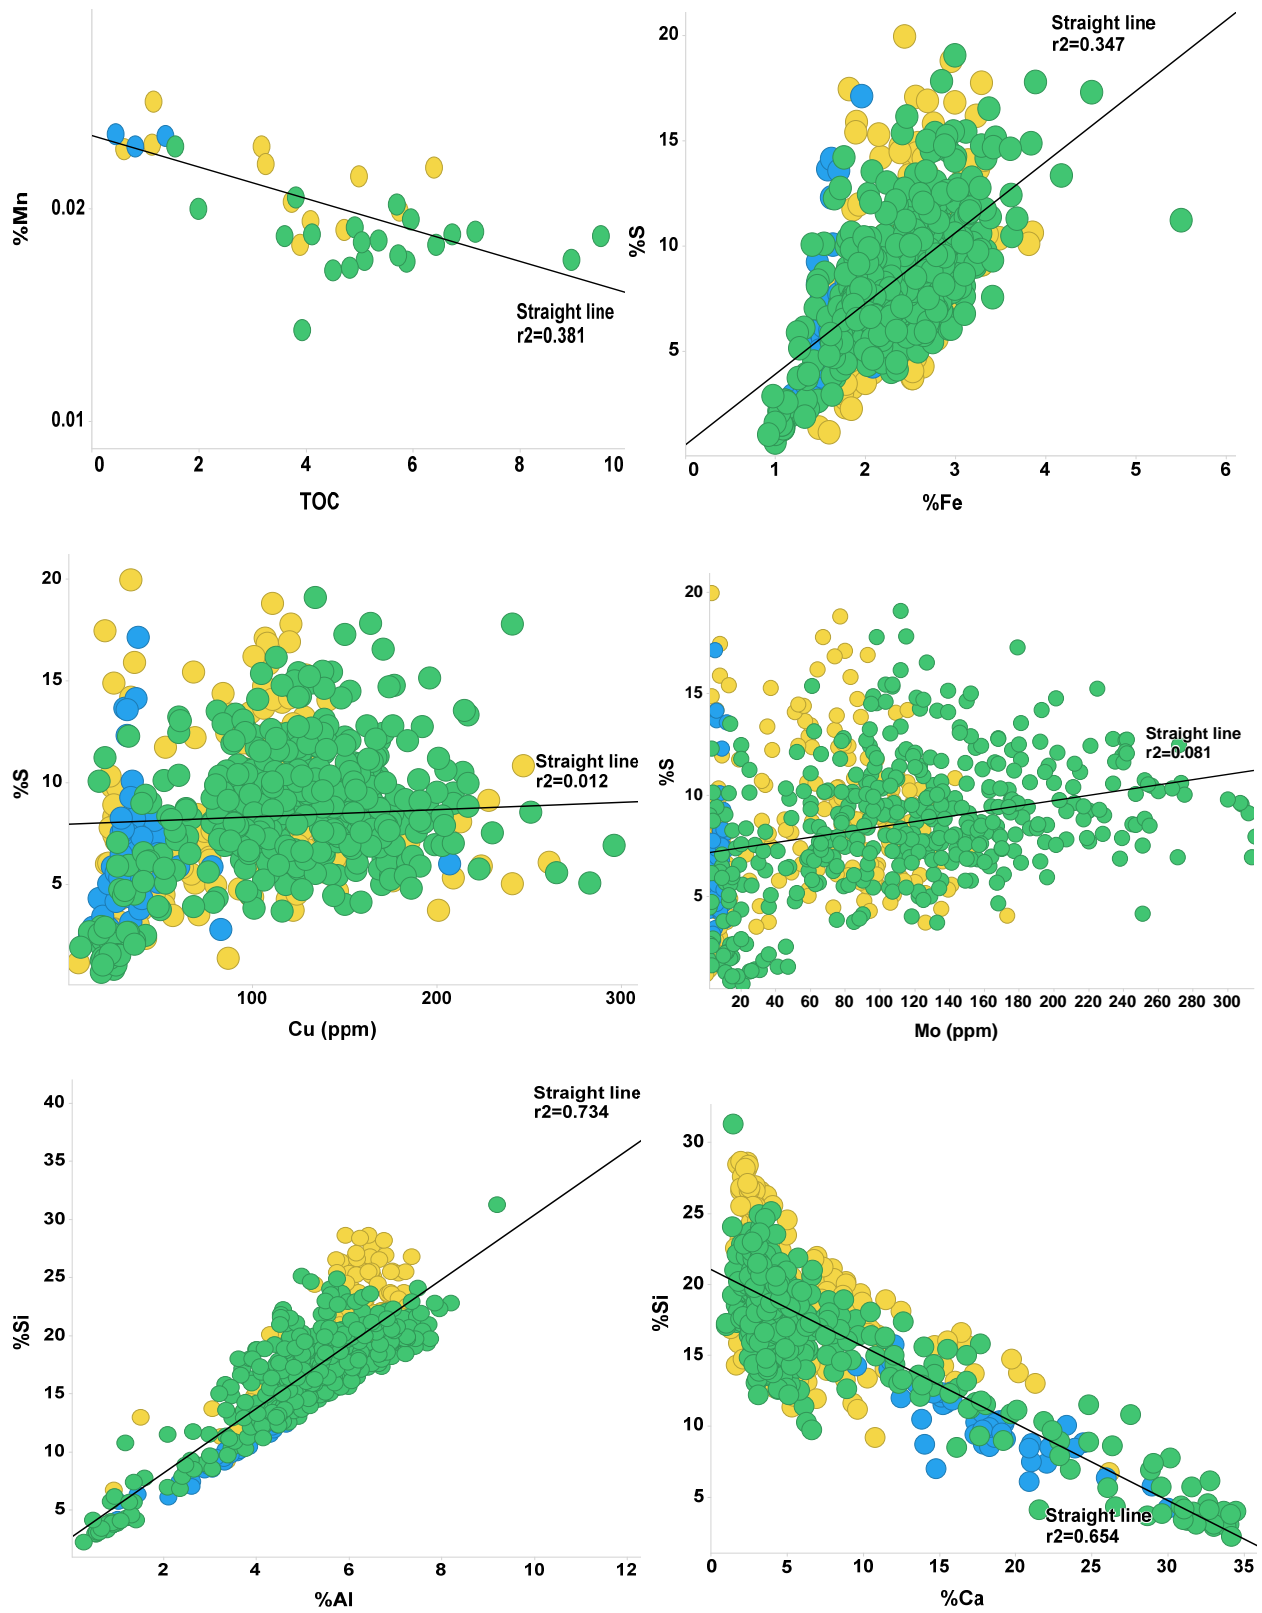 %Mn
0.02
0.01
Straight line
r2=0.381
0 2 4 6 8 10
TOC
%S
20
15
10
5
Straight line
r2=0.347
0 1 2 3 4 5 6
%Fe
%S
20
15
10
5
Straight line
r2=0.012
100 200 300
Cu (ppm)
%S
20
15
10
5
Straight line
r2=0.081
20 40 60 80 100 120 140 160 180 200 220 240 260 280 300
Mo (ppm)
%Si
40
35
30
25
20
15
10
5
Straight line
r2=0.734
2 4 6 8 10 12
%Al
%Si
30
25
20
15
10
5
Straight line
r2=0.654
0 5 10 15 20 25 30 35
%Ca